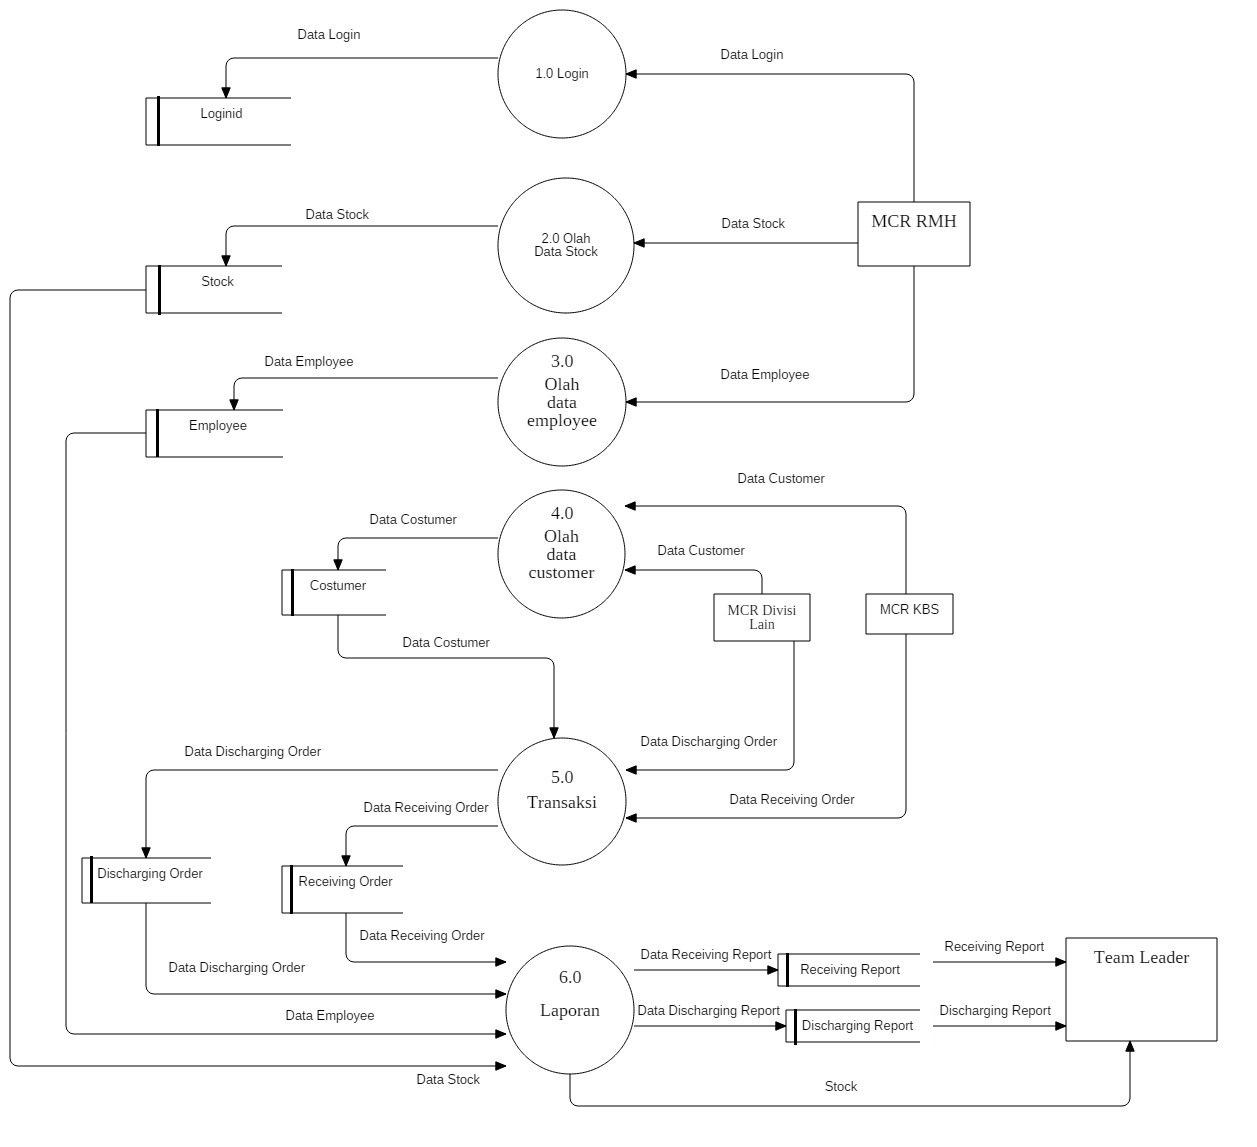 Data Login
Data Login
1.0 Login
Loginid
Data Stock
Data Stock
MCR RMH
2.0 Olah
Data Stock
Stock
Data Employee
3.0
Olah
data
employee
Data Employee
Employee
Data Customer
Data Costumer
4.0
Olah
data
customer
Data Customer
Costumer
MCR Divisi
Lain
MCR KBS
Data Costumer
Data Discharging Order
Data Discharging Order
5.0
Transaksi
Data Receiving Order
Data Receiving Order
Discharging Order
Receiving Order
Data Receiving Order
Data Discharging Order
6.0
Laporan
Data Receiving Report
Receiving Report
Receiving Report
Team Leader
Data Employee
Data Discharging Report
Discharging Report
Discharging Report
Data Stock
Stock